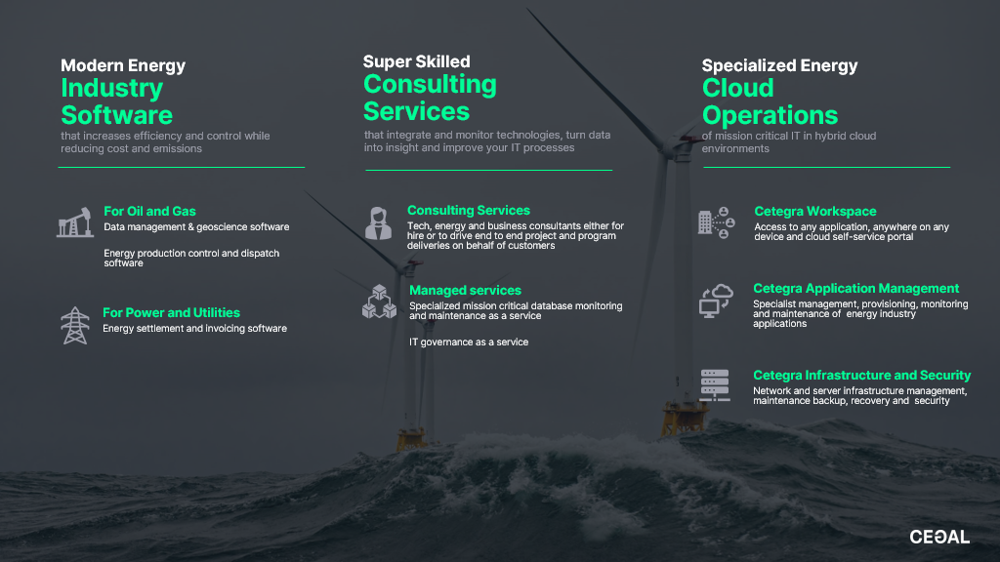 Modern Energy
Industry
Software
that increases efficiency and control while
reducing cost and emissions
For Oil and Gas
Data management & geoscience software
Energy production control and dispatch
software
For Power and Utilities
Energy settlement and invoicing software
Super Skilled
Consulting
Services
that integrate and monitor technologies, turn data
into insight and improve your IT processes
Consulting Services
Tech, energy and business consultants either for
hire or to drive end to end project and program
deliveries on behalf of customers
Managed services
Specialized mission critical database monitoring
and maintenance as a service
IT governance as a service
Specialized Energy
Cloud
Operations
of mission critical IT in hybrid cloud
environments
Cetegra Workspace
Access to any application, anywhere on any
device and cloud self-service portal
Cetegra Application Management
Specialist management, provisioning, monitoring
and maintenance of energy industry
applications
Cetegra Infrastructure and Security
Network and server infrastructure management,
maintenance backup, recovery and security
CEGAL